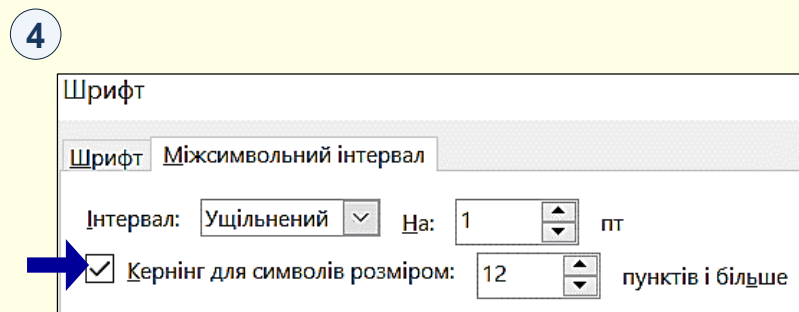 4
Шрифт
Шрифт Міжсимвольний інтервал
Інтервал: Ущільнений На: 1 пт
Кернінг для символів розміром: 12 пунктів і більше